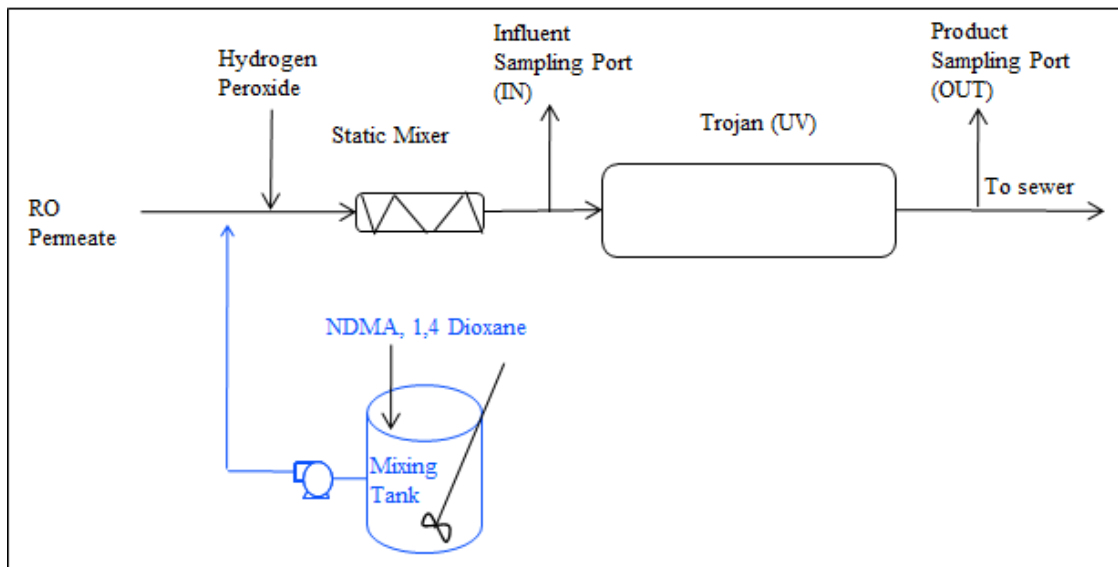 Hydrogen
Peroxide
Static Mixer
Influent
Sampling Port
(IN)
Trojan (UV)
Product
Sampling Port
(OUT)
To sewer
RO
Permeate
NDMA, 1,4 Dioxane
Mixing
Tank